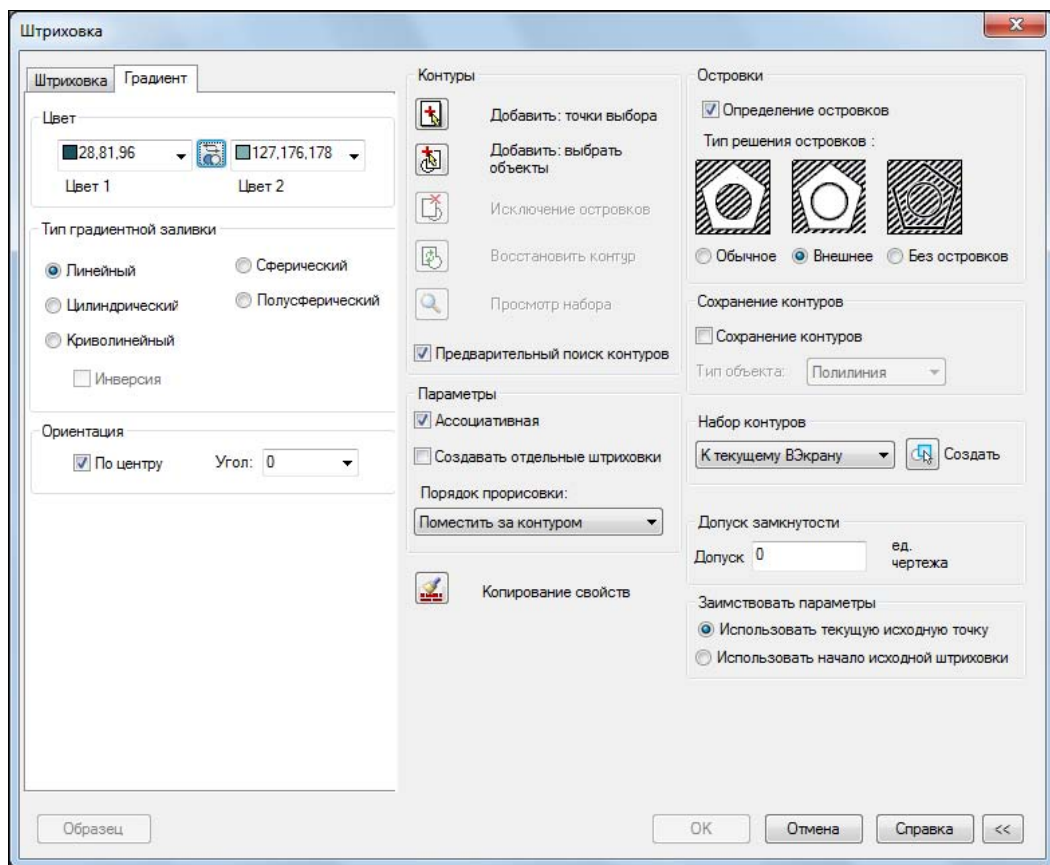 Штриховка
Штриховка
Градиент
Цвет
28,81,96
127,176,178
Цвет 1
Цвет 2
Тип градиентной заливки
Линейный
Сферический
Цилиндрический
Полусферический
Криволинейный
Инверсия
Ориентация
По центру
Угол: 0
Контуры
Добавить: точки выбора
Добавить: выбрать
объекты
Исключение островков
Восстановить контур
Просмотр набора
Предварительный поиск контуров
Параметры
Ассоциативная
Создавать отдельные штриховки
Порядок прорисовки:
Поместить за контуром
Копирование свойств
Островки
Определение островков
Тип решения островков :
Обычное
Внешнее
Без островков
Сохранение контуров
Сохранение контуров
Тип объекта: Полилиния
Набор контуров
К текущему ВЭкрану
Создать
Допуск замкнутости
Допуск 0
ед.
чертежа
Заимствовать параметры
Использовать текущую исходную точку
Использовать начало исходной штриховки
Образец
OK
Отмена
Справка
<<